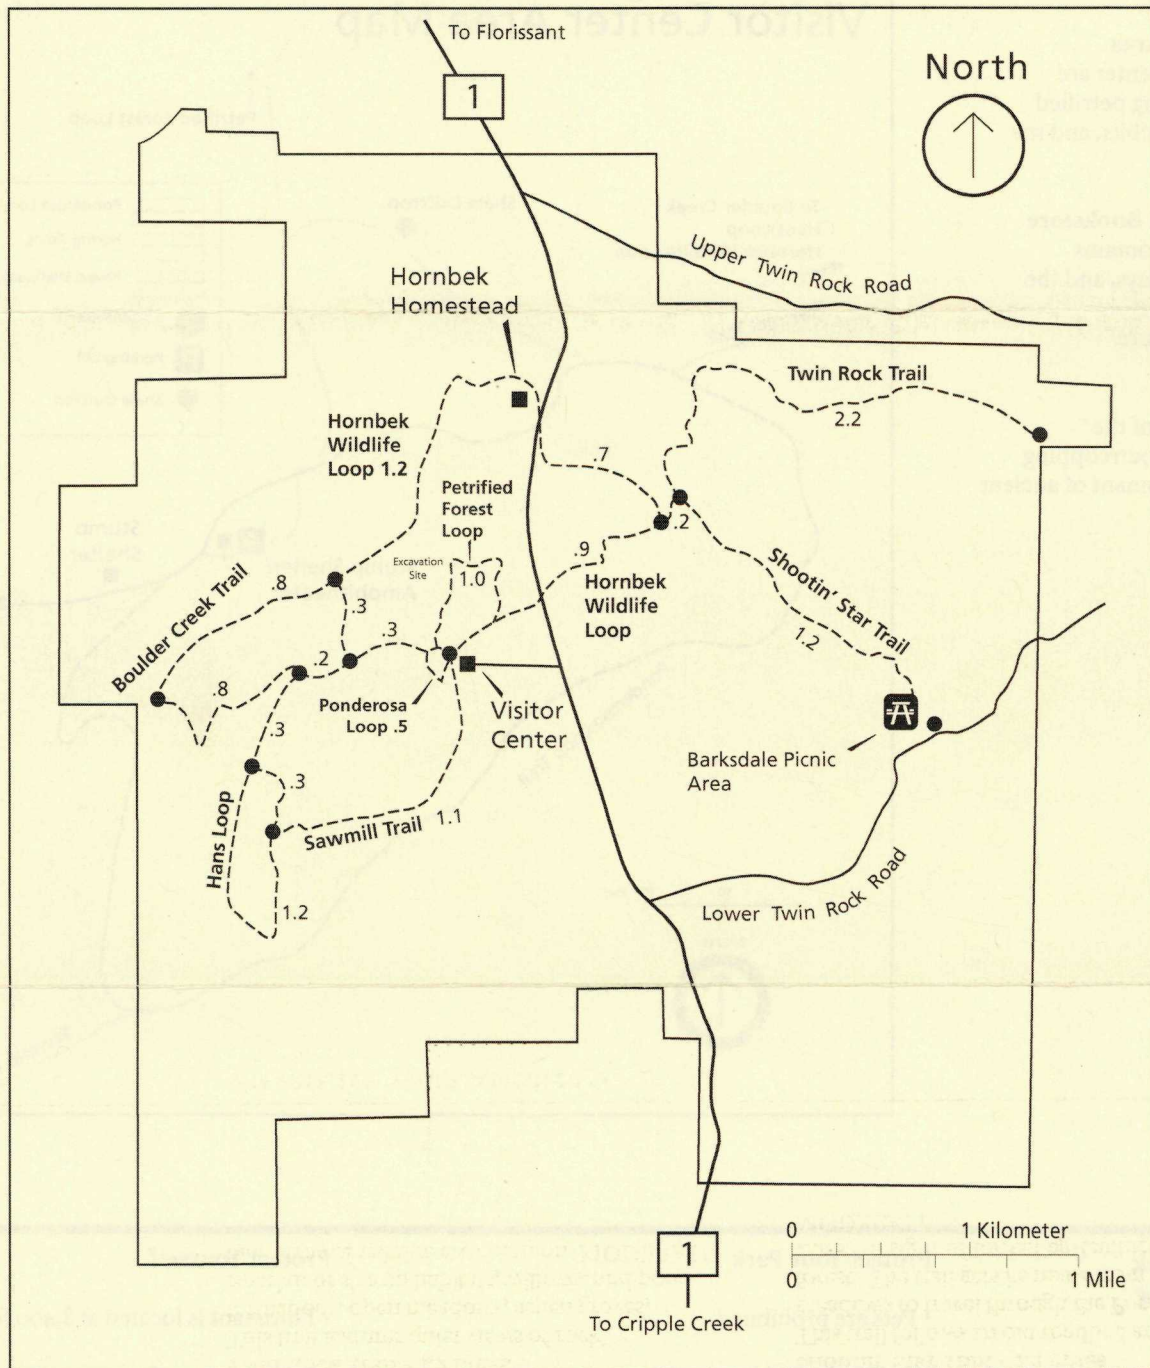 To Florissant
1
North
Upper Twin Rock Road
Hornbek
Homestead
Twin Rock Trail
2.2
Hornbek
Wildlife
Loop 1.2
.7
Petrified
Forest
Loop
.2
Excavation
Site
1.0
.9
Hornbek
Wildlife
Loop
Shootin' Star Trail
1.2
Boulder Creek Trail
.8
.3
.3
.2
.8
Ponderosa
Loop .5
Visitor
Center
.3
Barksdale Picnic
Area
.3
Hans Loop
Sawmill Trail 1.1
1.2
Lower Twin Rock Road
0 1 Kilometer
0 1 Mile
1
To Cripple Creek